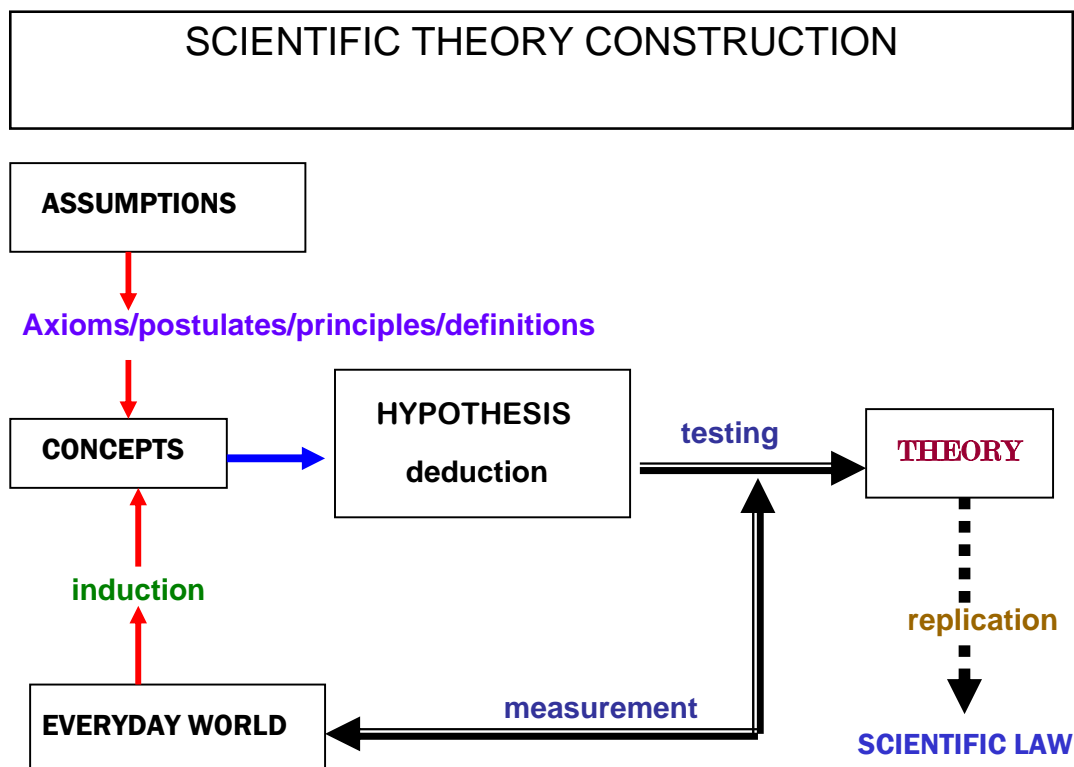 SCIENTIFIC THEORY CONSTRUCTION
ASSUMPTIONS
Axioms/postulates/principles/definitions
CONCEPTS
HYPOTHESIS
deduction
testing
THEORY
induction
replication
EVERYDAY WORLD
measurement
SCIENTIFIC LAW